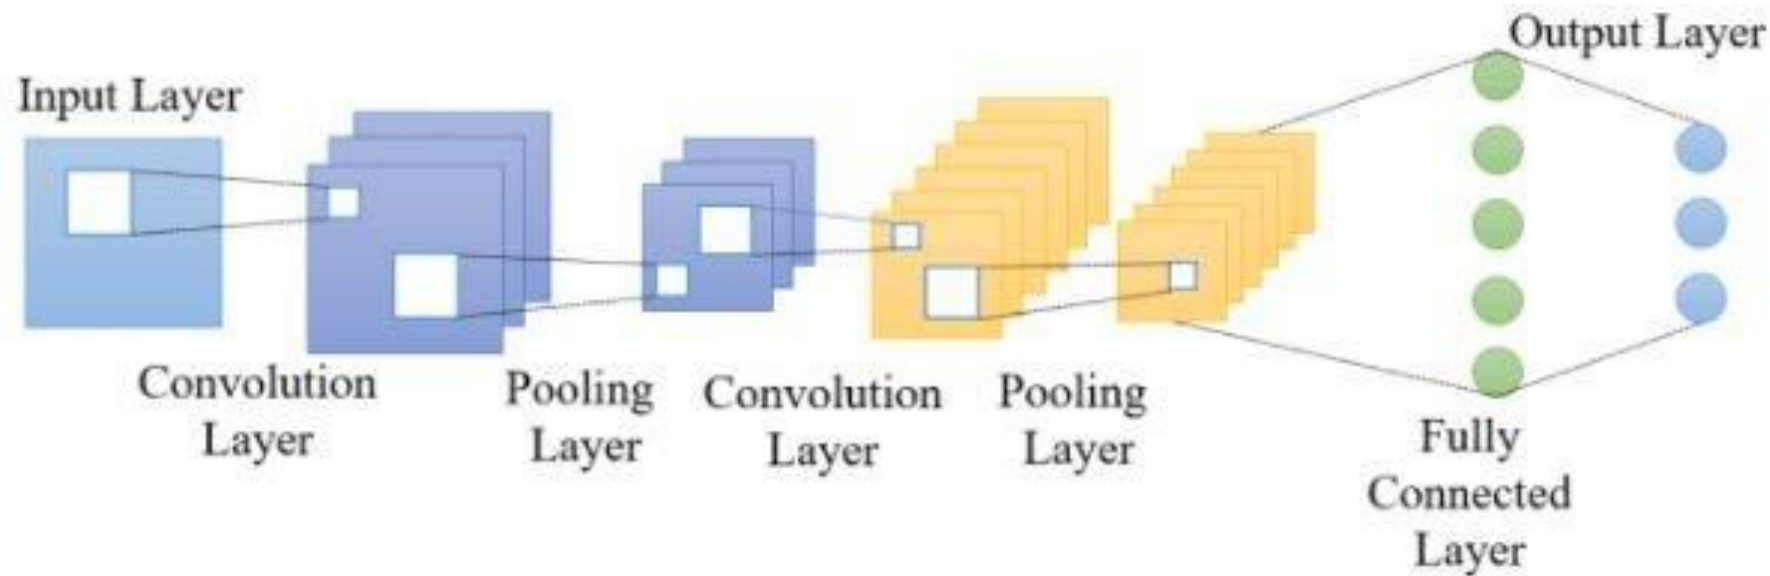 Input Layer
Output Layer
Convolution
Layer
Pooling
Layer
Convolution
Layer
Pooling
Layer
Fully
Connected
Layer